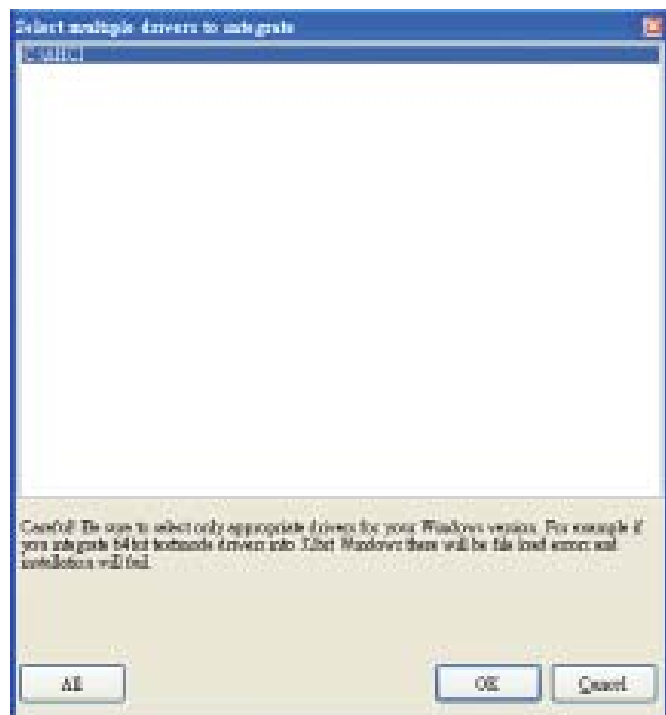 Select multiple drivers to integrate
C:\AHCI
Careful! Be sure to select only appropriate drivers for your Windows version. For example if
you integrate 64bit textmode drivers into 32bit Windows there will be file load errors and
installation will fail.
All
OK
Cancel